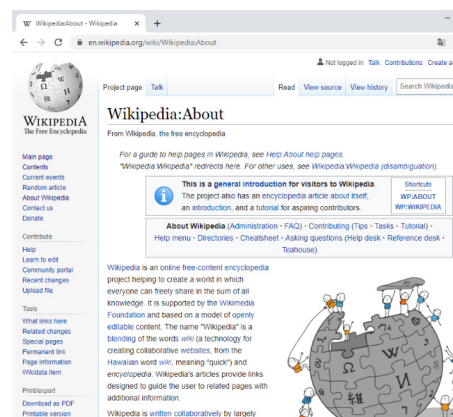 Wikipedia:About - Wikipedia
en.wikipedia.org/wiki/Wikipedia:About
Not logged in Talk Contributions Create a
Project page Talk Read View source View history Search Wikipedia
WIKIPEDIA
The Free Encyclopedia
Wikipedia:About
From Wikipedia, the free encyclopedia
For a guide to help pages in Wikipedia, see Help:About help pages.
"Wikipedia:Wikipedia" redirects here. For other uses, see Wikipedia:Wikipedia (disambiguation).
This is a general introduction for visitors to Wikipedia.
The project also has an encyclopedia article about itself,
an introduction, and a tutorial for aspiring contributors.
Shortcuts
WP:ABOUT
WP:WIKIPEDIA
About Wikipedia (Administration • FAQ) • Contributing (Tips • Tasks • Tutorial) •
Help menu • Directories • Cheatsheet • Asking questions (Help desk • Reference desk •
Teahouse)
Main page
Contents
Current events
Random article
About Wikipedia
Contact us
Donate
Contribute
Help
Learn to edit
Community portal
Recent changes
Upload file
Tools
What links here
Related changes
Special pages
Permanent link
Page information
Wikidata item
Print/export
Download as PDF
Printable version
Wikipedia is an online free-content encyclopedia
project helping to create a world in which
everyone can freely share in the sum of all
knowledge. It is supported by the Wikimedia
Foundation and based on a model of openly
editable content. The name "Wikipedia" is a
blending of the words wiki (a technology for
creating collaborative websites, from the
Hawaiian word wiki, meaning "quick") and
encyclopedia. Wikipedia's articles provide links
designed to guide the user to related pages with
additional information.
Wikipedia is written collaboratively by largely